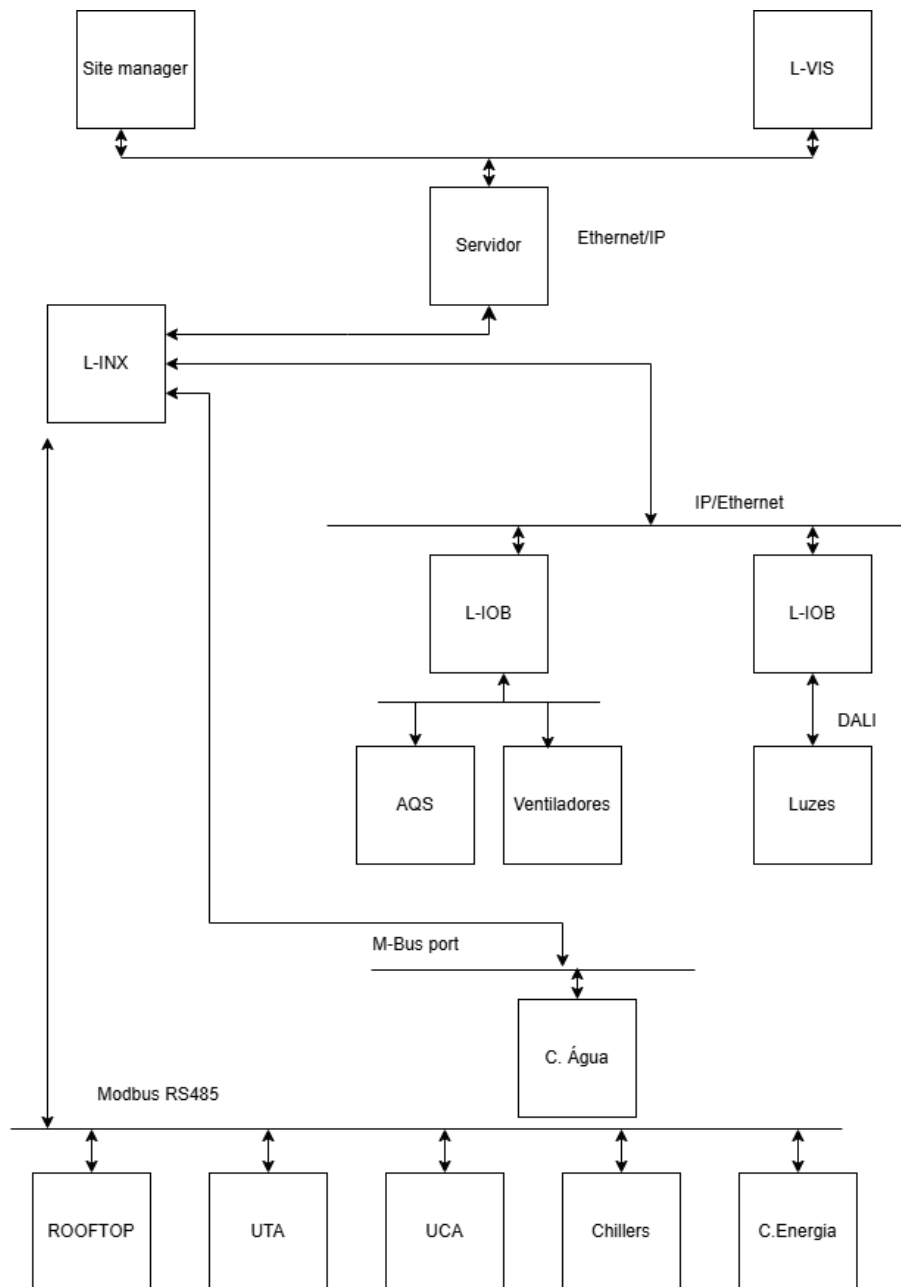 Site manager
L-VIS
Servidor
Ethernet/IP
L-INX
IP/Ethernet
L-IOB
L-IOB
DALI
AQS
Ventiladores
Luzes
M-Bus port
C. Água
Modbus RS485
ROOFTOP
UTA
UCA
Chillers
C.Energia